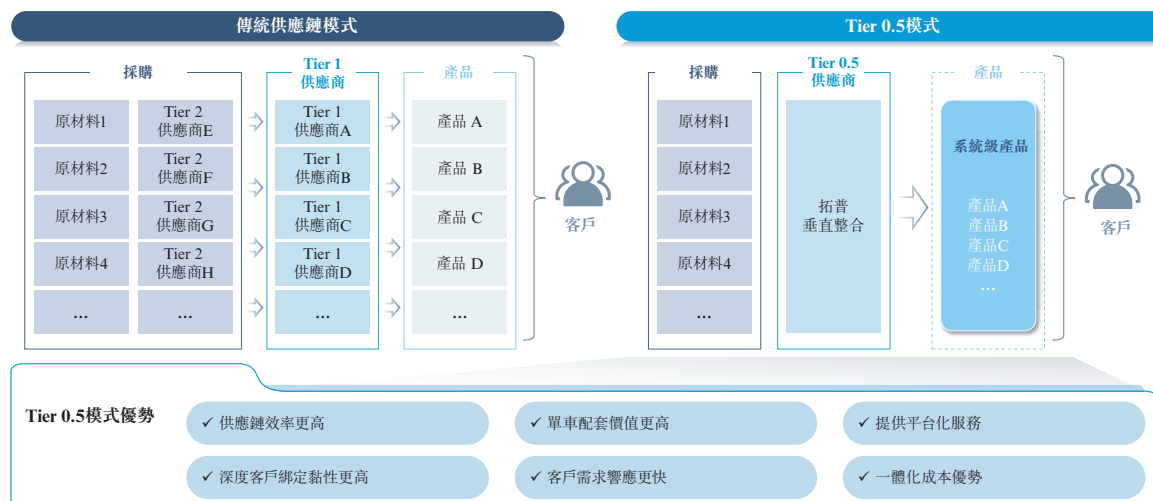 傳統供應鏈模式
採購
原材料1
原材料2
原材料3
原材料4
...
Tier 2
供應商E
Tier 2
供應商F
Tier 2
供應商G
Tier 2
供應商H
...
Tier 1
供應商
Tier 1
供應商A
Tier 1
供應商B
Tier 1
供應商C
Tier 1
供應商D
...
產品
產品 A
產品 B
產品 C
產品 D
...
客戶
Tier 0.5模式
採購
原材料1
原材料2
原材料3
原材料4
...
Tier 0.5
供應商
拓普
垂直整合
產品
系統級產品
產品A
產品B
產品C
產品D
...
客戶
Tier 0.5模式優勢
✓ 供應鏈效率更高
✓ 單車配套價值更高
✓ 提供平台化服務
✓ 深度客戶綁定黏性更高
✓ 客戶需求響應更快
✓ 一體化成本優勢